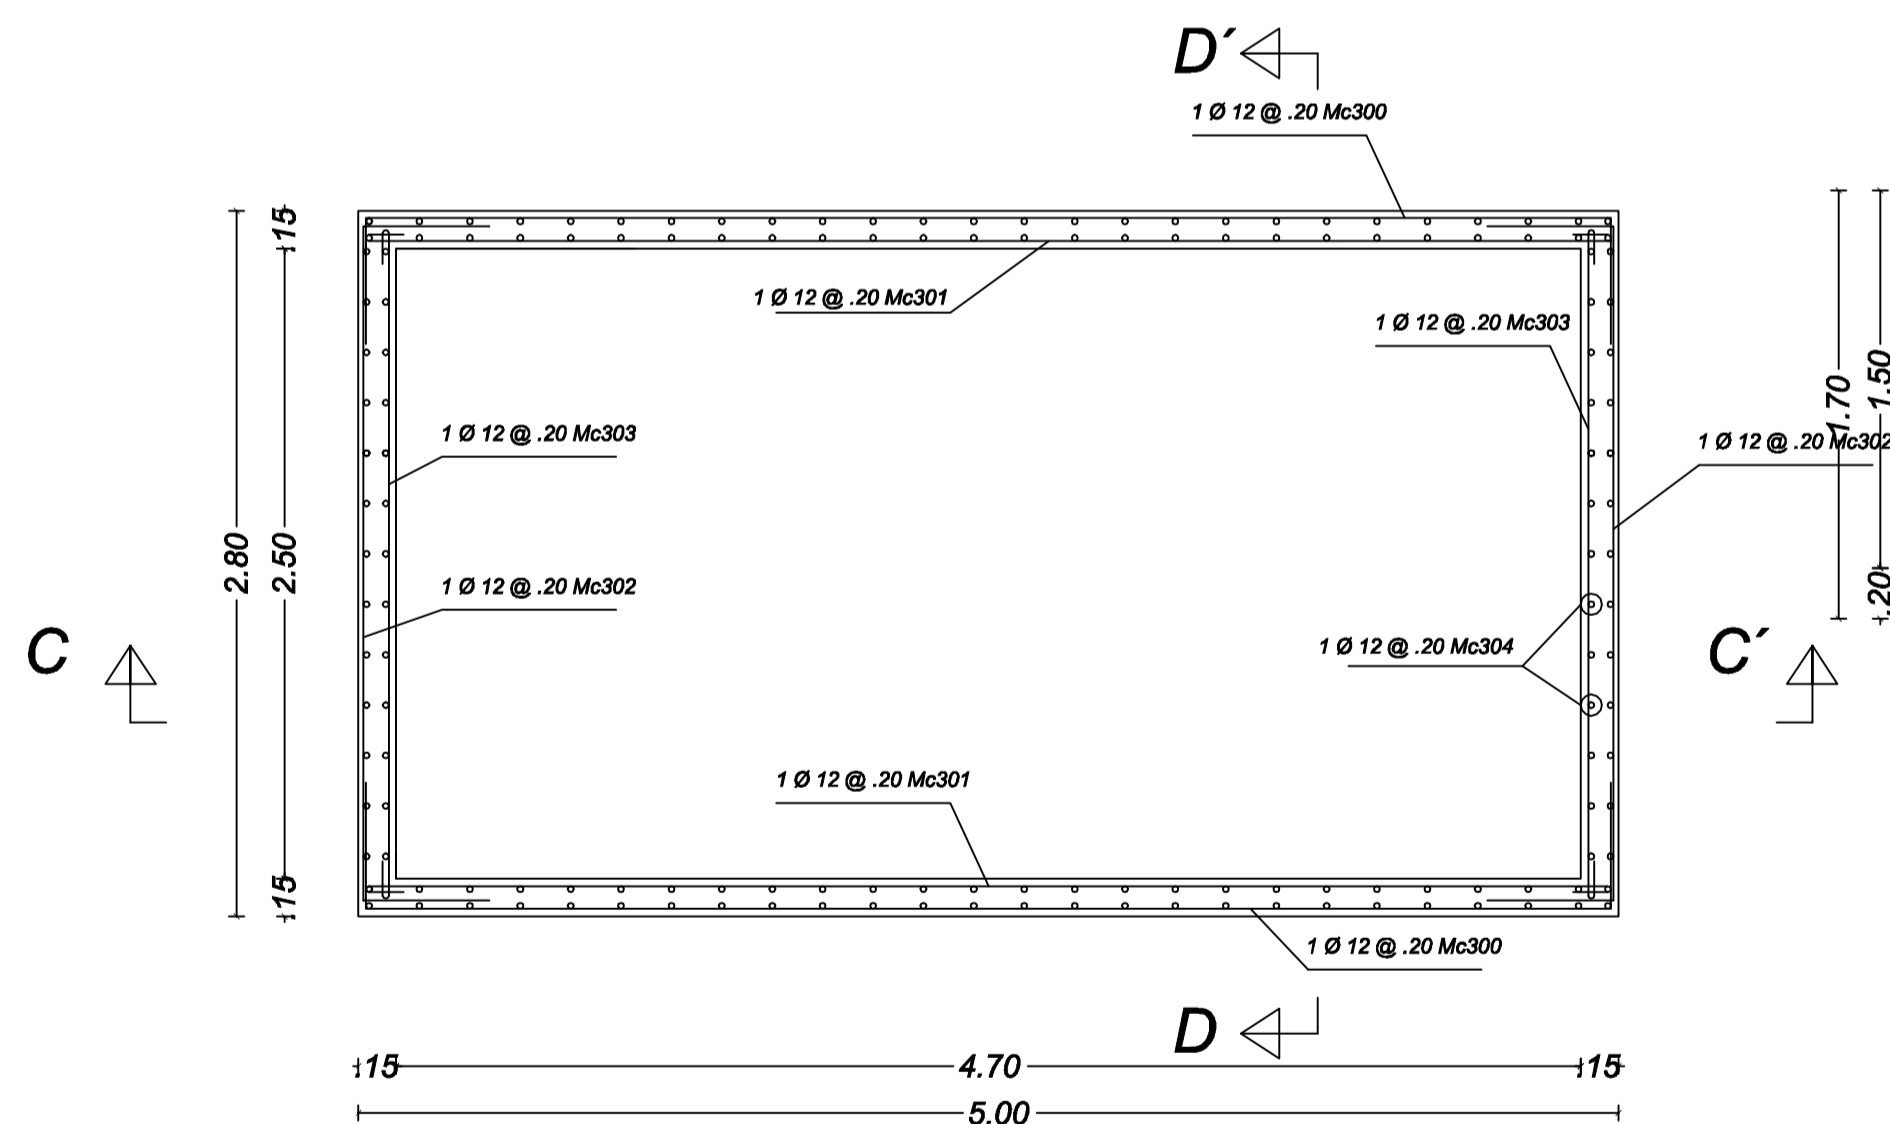 D´
1 Ø 12 @ .20 Mc300
.15
1 Ø 12 @ .20 Mc301
1 Ø 12 @ .20 Mc303
1.70
1.50
1 Ø 12 @ .20 Mc303
1 Ø 12 @ .20 Mc302
2.80
2.50
1 Ø 12 @ .20 Mc302
.20
C
1 Ø 12 @ .20 Mc304
C´
1 Ø 12 @ .20 Mc301
.15
1 Ø 12 @ .20 Mc300
D
.15
4.70
.15
5.00